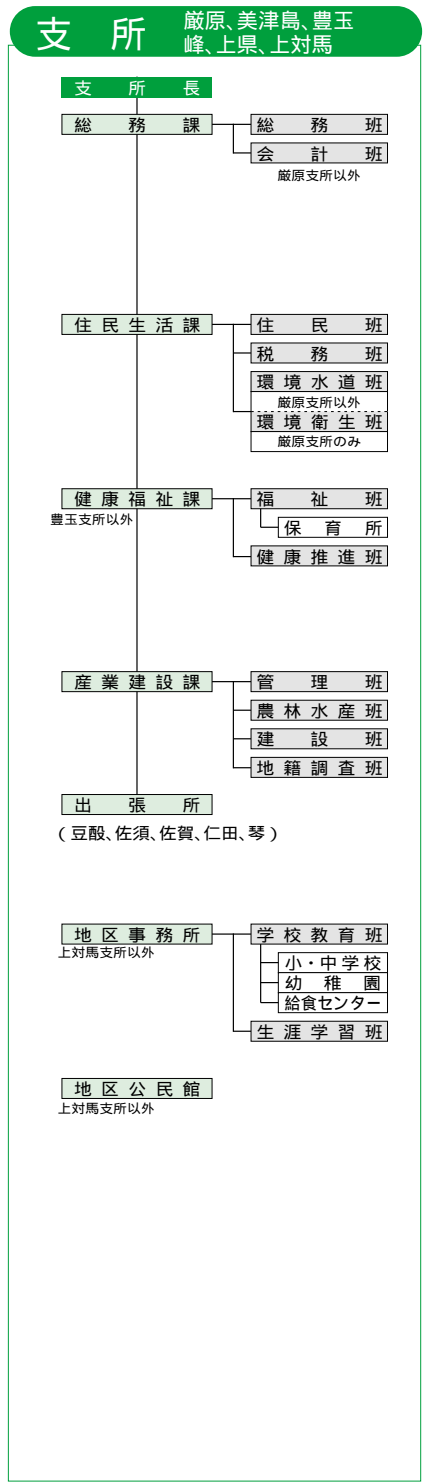 支所
厳原、美津島、豊玉
峰、上県、上対馬
支所長
総務課
総務班
会計班
厳原支所以外
住民生活課
住民班
税務班
環境水道班
厳原支所以外
環境衛生班
厳原支所のみ
健康福祉課
豊玉支所以外
福祉班
保育所
健康推進班
産業建設課
管理班
農林水産班
建設班
地籍調査班
出張所
(豆酘、佐須、佐賀、仁田、琴)
地区事務所
上対馬支所以外
学校教育班
小・中学校
幼稚園
給食センター
生涯学習班
地区公民館
上対馬支所以外